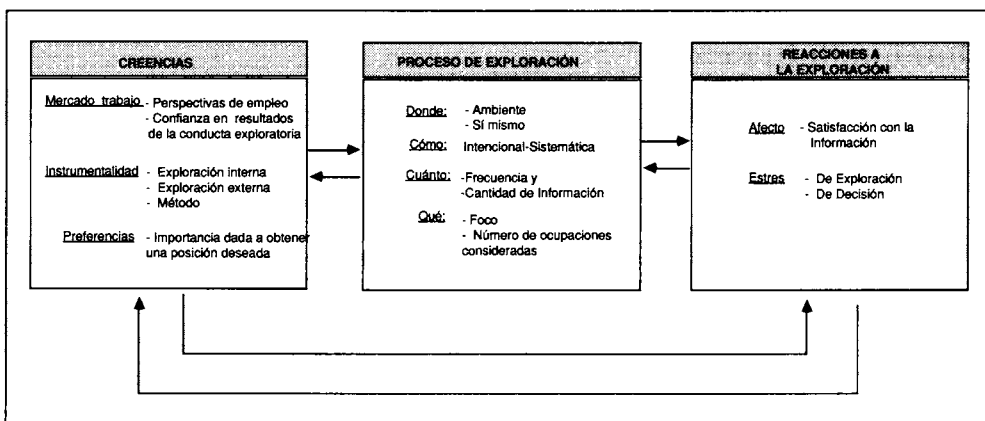 CREENCIAS
Mercado trabajo - Perspectivas de empleo
- Confianza en resultados
de la conducta exploratoria
Instrumentalidad - Exploración interna
- Exploración externa
- Método
Preferencias - Importancia dada a obtener
una posición deseada
PROCESO DE EXPLORACIÓN
Donde: - Ambiente
- Sí mismo
Cómo: Intencional-Sistemática
Cuánto: -Frecuencia y
-Cantidad de Información
Qué: - Foco
- Número de ocupaciones
consideradas
REACCIONES A
LA EXPLORACIÓN
Afecto - Satisfacción con la
Información
Estres - De Exploración
- De Decisión